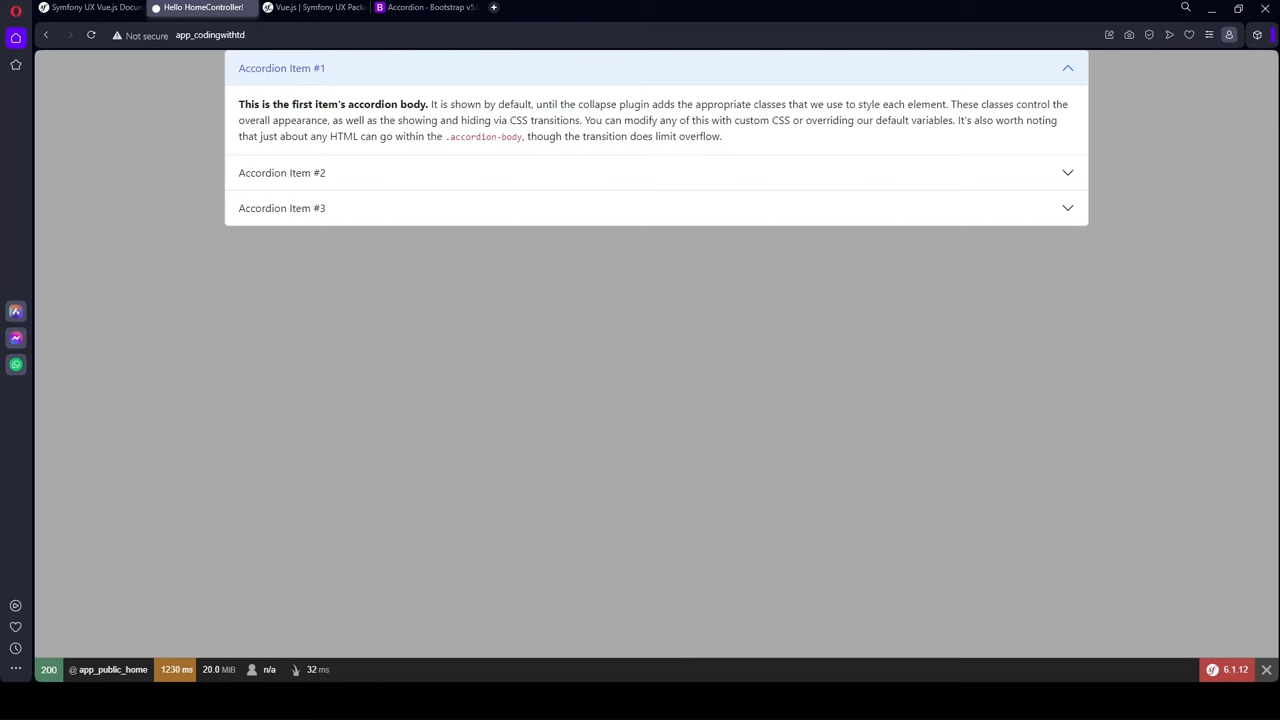 Symfony UX Vue.js Docum
Hello HomeController!
Vue.js | Symfony UX Pack
Accordion - Bootstrap v5.
Not secure
app_codingwithtd
Accordion Item #1
This is the first item's accordion body. It is shown by default, until the collapse plugin adds the appropriate classes that we use to style each element. These classes control the
overall appearance, as well as the showing and hiding via CSS transitions. You can modify any of this with custom CSS or overriding our default variables. It's also worth noting
that just about any HTML can go within the .accordion-body, though the transition does limit overflow.
Accordion Item #2
Accordion Item #3
200 @ app_public_home 1230 ms 20.0 MiB n/a 32 ms sf 6.1.12